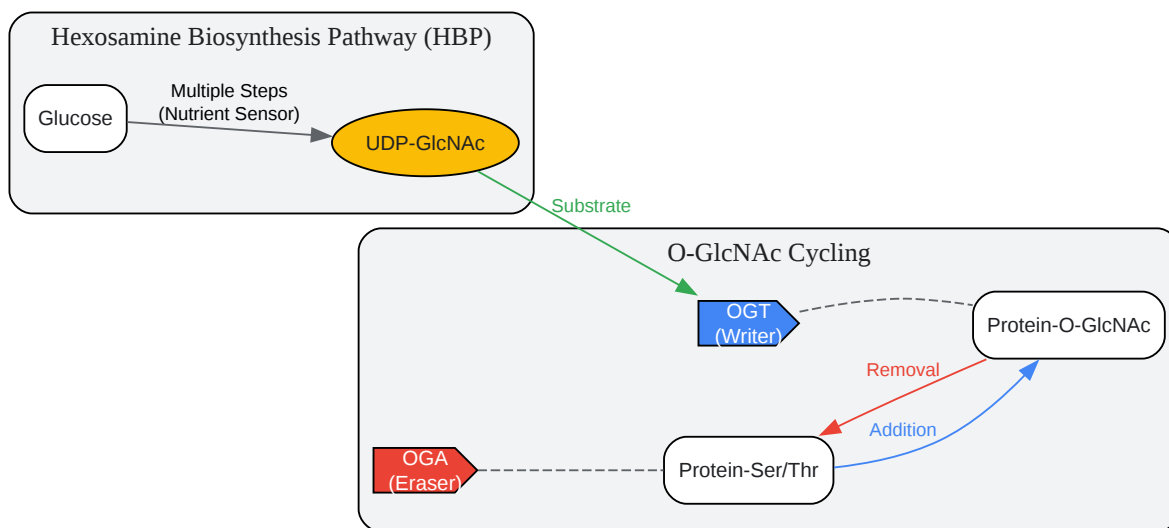 Hexosamine Biosynthesis Pathway (HBP)
Multiple Steps
(Nutrient Sensor)
Glucose
UDP-GlcNAc
Substrate
O-GlcNAc Cycling
OGT
(Writer)
Protein-O-GlcNAc
Removal
Addition
OGA
(Eraser)
Protein-Ser/Thr